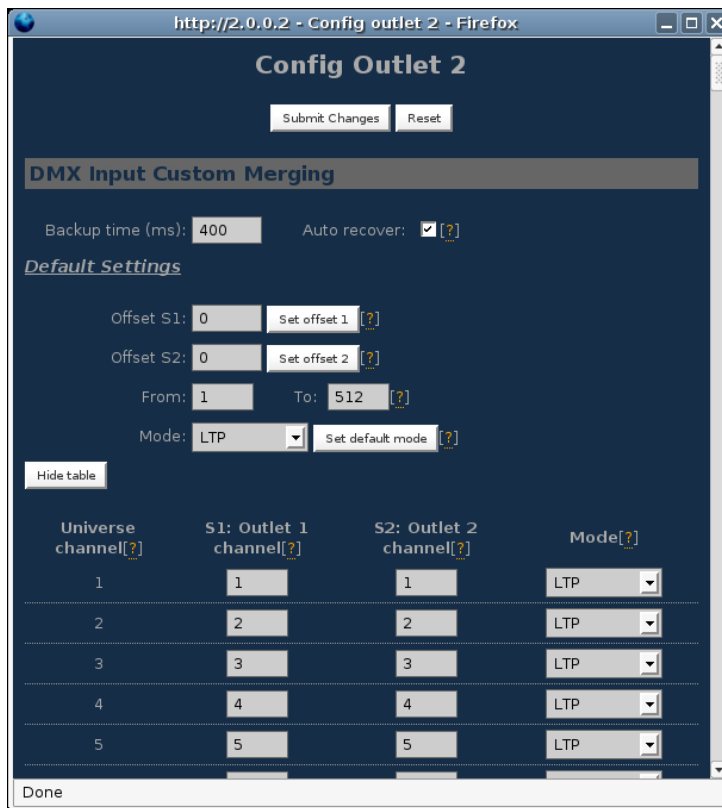 http://2.0.0.2 - Config outlet 2 - Firefox
Config Outlet 2
Submit Changes Reset
DMX Input Custom Merging
Backup time (ms): 400 Auto recover: [?]
Default Settings
Offset S1: 0 Set offset 1 [?]
Offset S2: 0 Set offset 2 [?]
From: 1 To: 512 [?]
Mode: LTP Set default mode [?]
Hide table
Universe channel[?] S1: Outlet 1 channel[?] S2: Outlet 2 channel[?] Mode[?]
1 1 1 LTP
2 2 2 LTP
3 3 3 LTP
4 4 4 LTP
5 5 5 LTP
Done